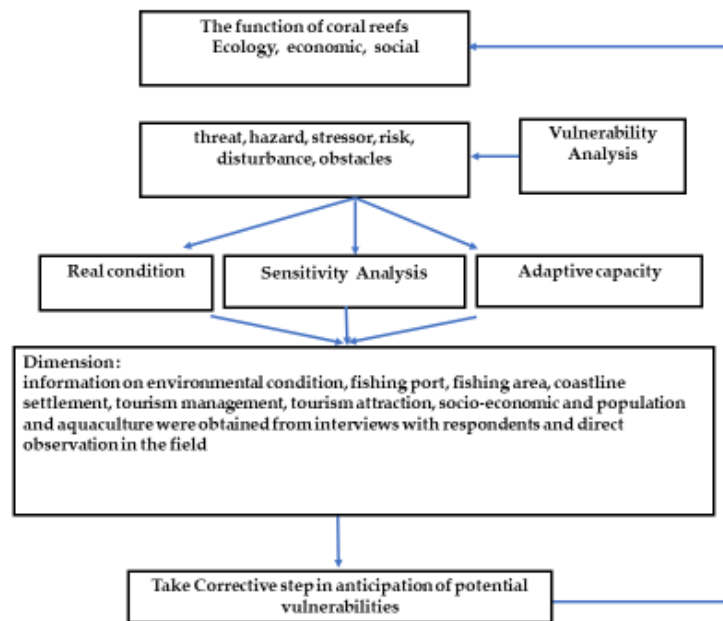 The function of coral reefs
Ecology, economic, social
threat, hazard, stressor, risk,
disturbance, obstacles
Vulnerability
Analysis
Real condition
Sensitivity Analysis
Adaptive capacity
Dimension :
information on environmental condition, fishing port, fishing area, coastline
settlement, tourism management, tourism attraction, socio-economic and population
and aquaculture were obtained from interviews with respondents and direct
observation in the field
Take Corrective step in anticipation of potential
vulnerabilities